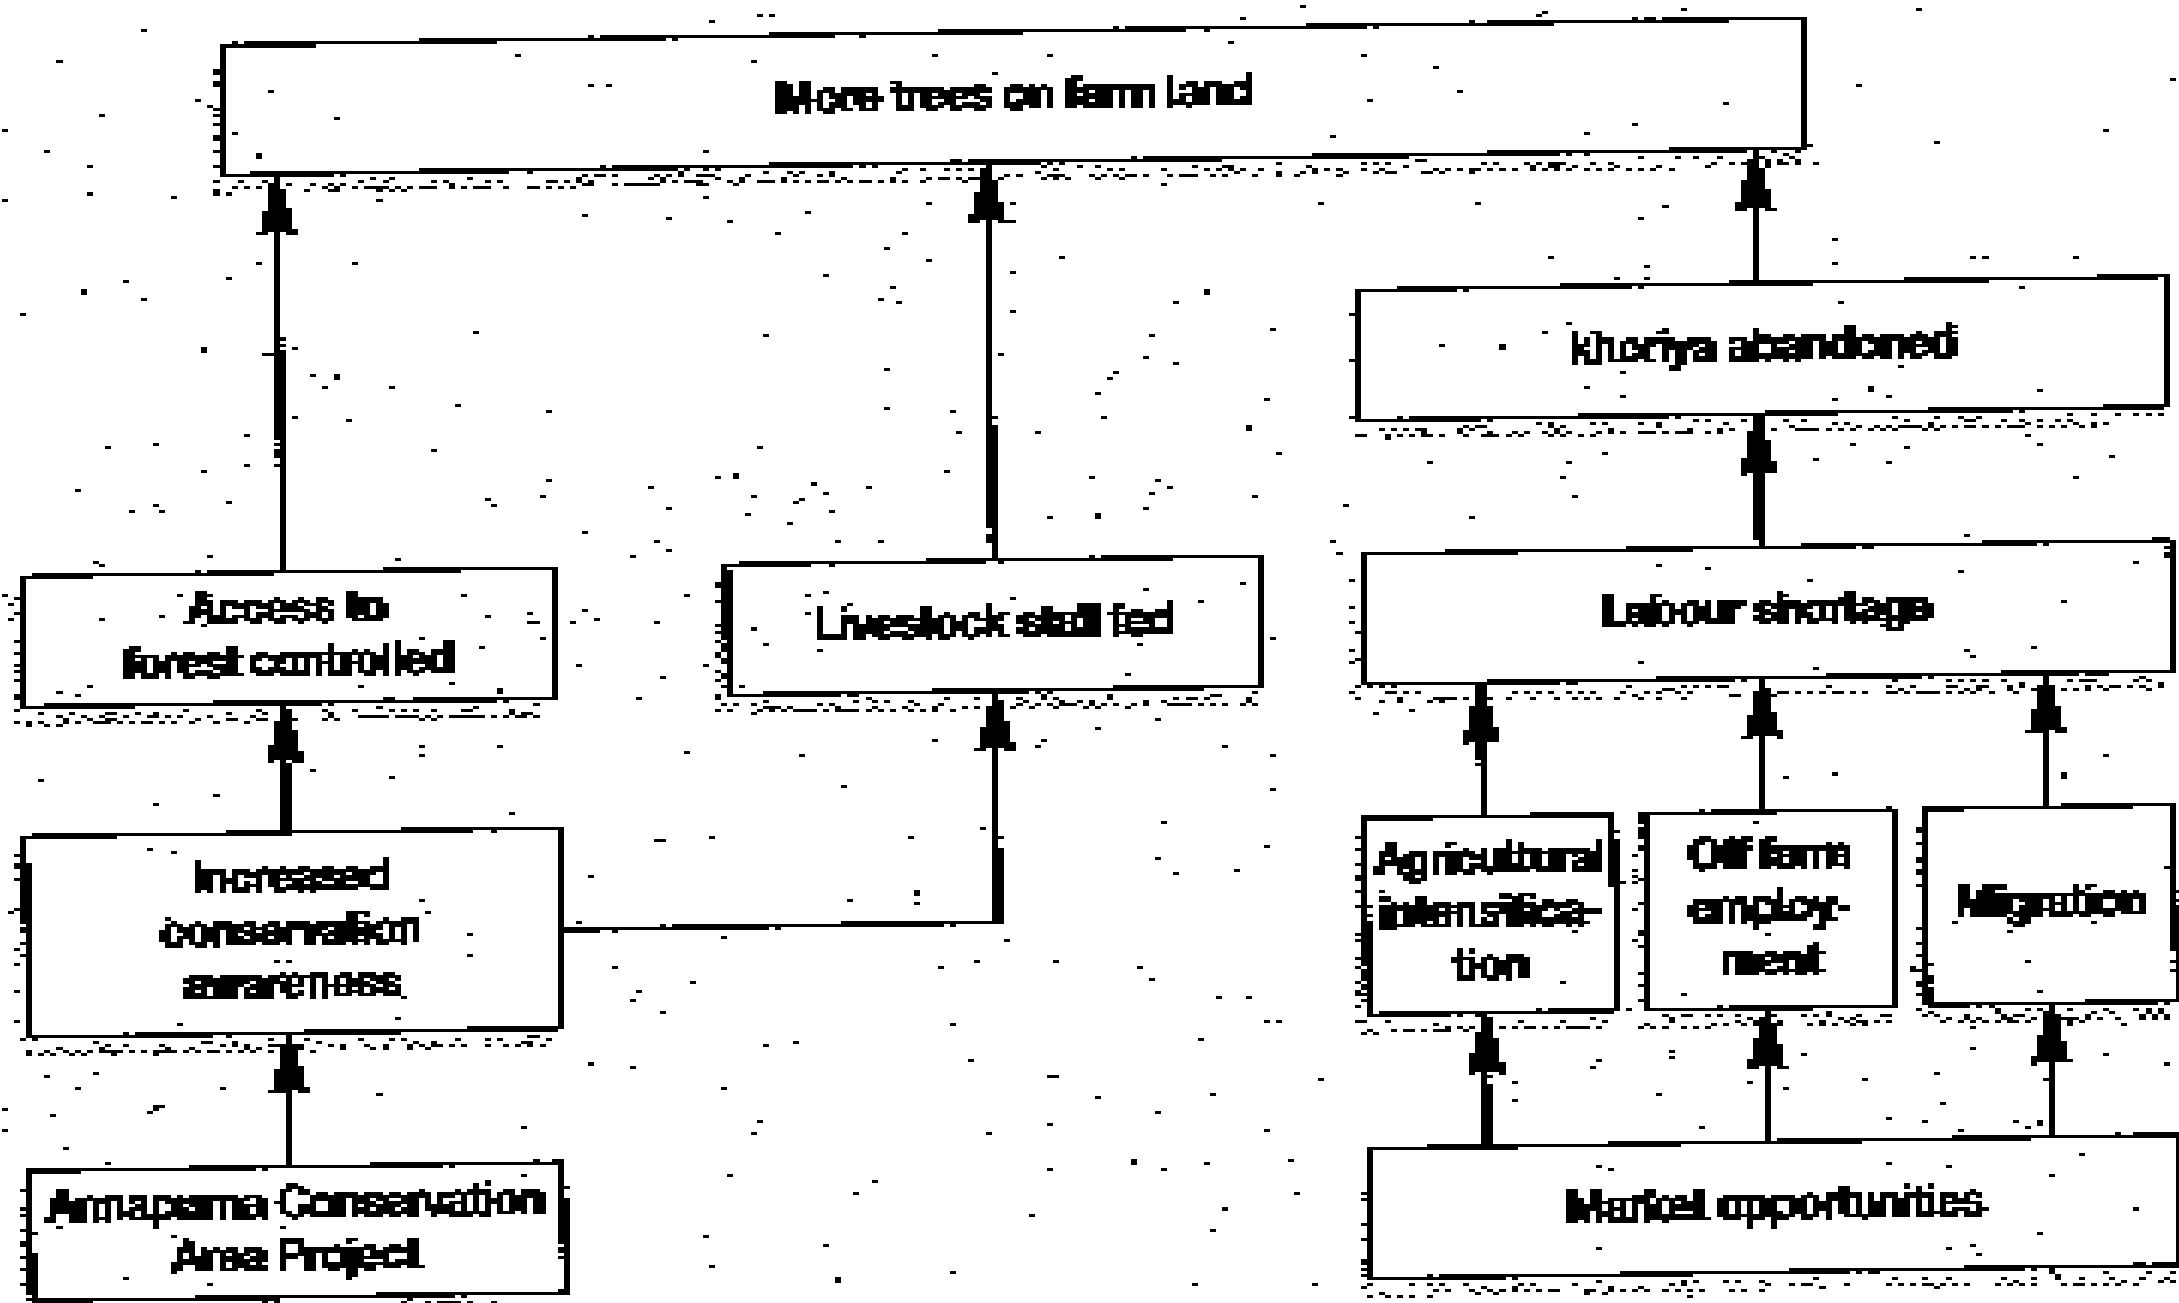 More trees on farm land
khoriya abandoned
Access to
forest controlled
Livestock stall fed
Labour shortage
Increased
conservation
awareness
Agricultural
intensifica-
tion
Off farm
employ-
ment
Migration
Annapurna Conservation
Area Project
Market opportunities